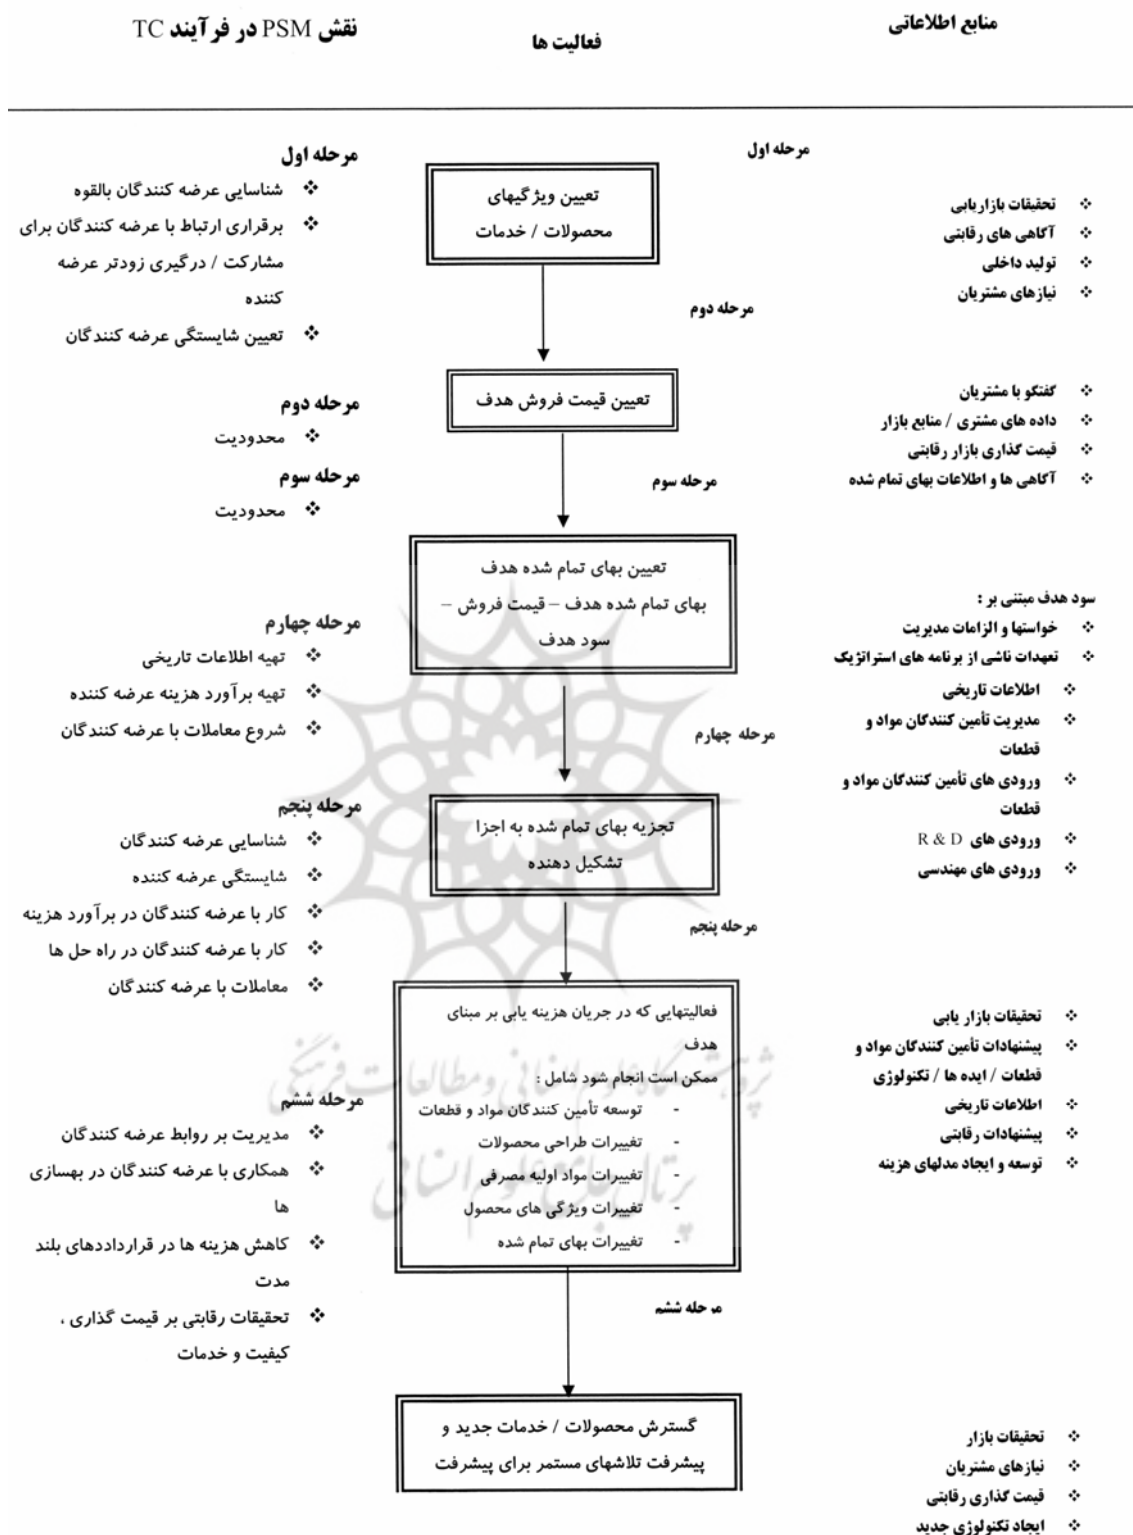 منابع اطلاعاتی
فعالیت ها
نقش PSM در فرآیند TC
مرحله اول
❖ تحقیقات بازاریابی
❖ آگاهی های رقابتی
❖ تولید داخلی
❖ نیازهای مشتریان
❖ گفتگو با مشتریان
❖ داده های مشتری / منابع بازار
❖ قیمت گذاری بازار رقابتی
❖ آگاهی ها و اطلاعات بهای تمام شده
سود هدف مبتنی بر :
❖ خواستها و الزامات مدیریت
❖ تعهدات ناشی از برنامه های استراتژیک
❖ اطلاعات تاریخی
❖ مدیریت تأمین کنندگان مواد و
قطعات
❖ ورودی های تأمین کنندگان مواد و
قطعات
❖ ورودی های R & D
❖ ورودی های مهندسی
❖ تحقیقات بازار یابی
❖ پیشنهادات تأمین کنندگان مواد و
قطعات / ایده ها / تکنولوژی
❖ اطلاعات تاریخی
❖ پیشنهادات رقابتی
❖ توسعه و ایجاد مدلهای هزینه
❖ تحقیقات بازار
❖ نیازهای مشتریان
❖ قیمت گذاری رقابتی
❖ ایجاد تکنولوژی جدید
تعیین ویژگیهای
محصولات / خدمات
مرحله دوم
تعیین قیمت فروش هدف
مرحله سوم
تعیین بهای تمام شده هدف
بهای تمام شده هدف – قیمت فروش –
سود هدف
مرحله چهارم
تجزیه بهای تمام شده به اجزا
تشکیل دهنده
مرحله پنجم
فعالیتهایی که در جریان هزینه یابی بر مبنای
هدف
ممکن است انجام شود شامل :
- توسعه تأمین کنندگان مواد و قطعات
- تغییرات طراحی محصولات
- تغییرات مواد اولیه مصرفی
- تغییرات ویژگی های محصول
- تغییرات بهای تمام شده
مرحله ششم
گسترش محصولات / خدمات جدید و
پیشرفت تلاشهای مستمر برای پیشرفت
مرحله اول
❖ شناسایی عرضه کنندگان بالقوه
❖ برقراری ارتباط با عرضه کنندگان برای
مشارکت / درگیری زودتر عرضه
کننده
❖ تعیین شایستگی عرضه کنندگان
مرحله دوم
❖ محدودیت
مرحله سوم
❖ محدودیت
مرحله چهارم
❖ تهیه اطلاعات تاریخی
❖ تهیه برآورد هزینه عرضه کننده
❖ شروع معاملات با عرضه کنندگان
مرحله پنجم
❖ شناسایی عرضه کنندگان
❖ شایستگی عرضه کننده
❖ کار با عرضه کنندگان در برآورد هزینه
❖ کار با عرضه کنندگان در راه حل ها
❖ معاملات با عرضه کنندگان
مرحله ششم
❖ مدیریت بر روابط عرضه کنندگان
❖ همکاری با عرضه کنندگان در بهسازی
ها
❖ کاهش هزینه ها در قراردادهای بلند
مدت
❖ تحقیقات رقابتی بر قیمت گذاری ،
کیفیت و خدمات
پژوهشگاه علوم انسانی و مطالعات فرهنگی
پرتال جامع علوم انسانی